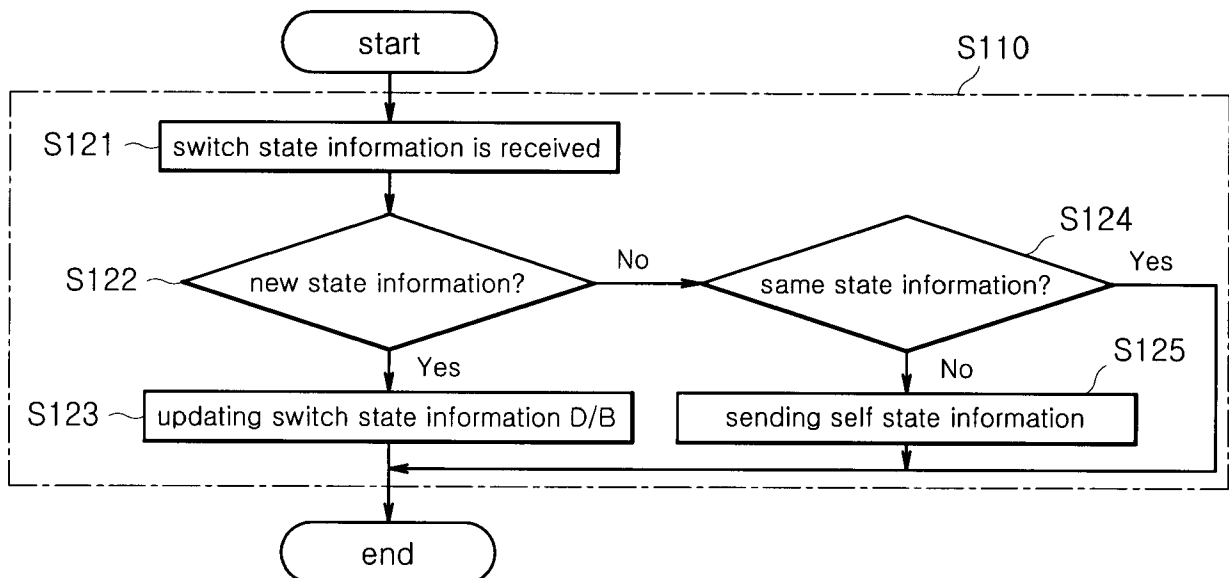 start
S110
S121
switch state information is received
S124
S122
new state information?
No
same state information?
Yes
Yes
No
S125
S123
updating switch state information D/B
sending self state information
end